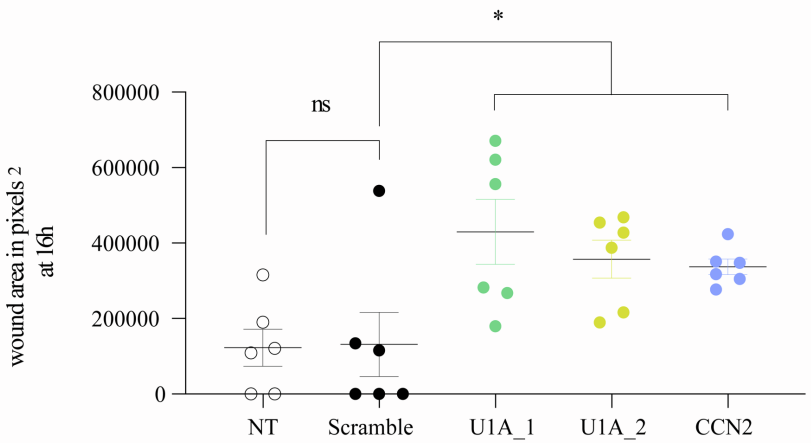 *
ns
800000
600000
400000
200000
0
wound area in pixels 2
at 16h
NT Scramble U1A_1 U1A_2 CCN2